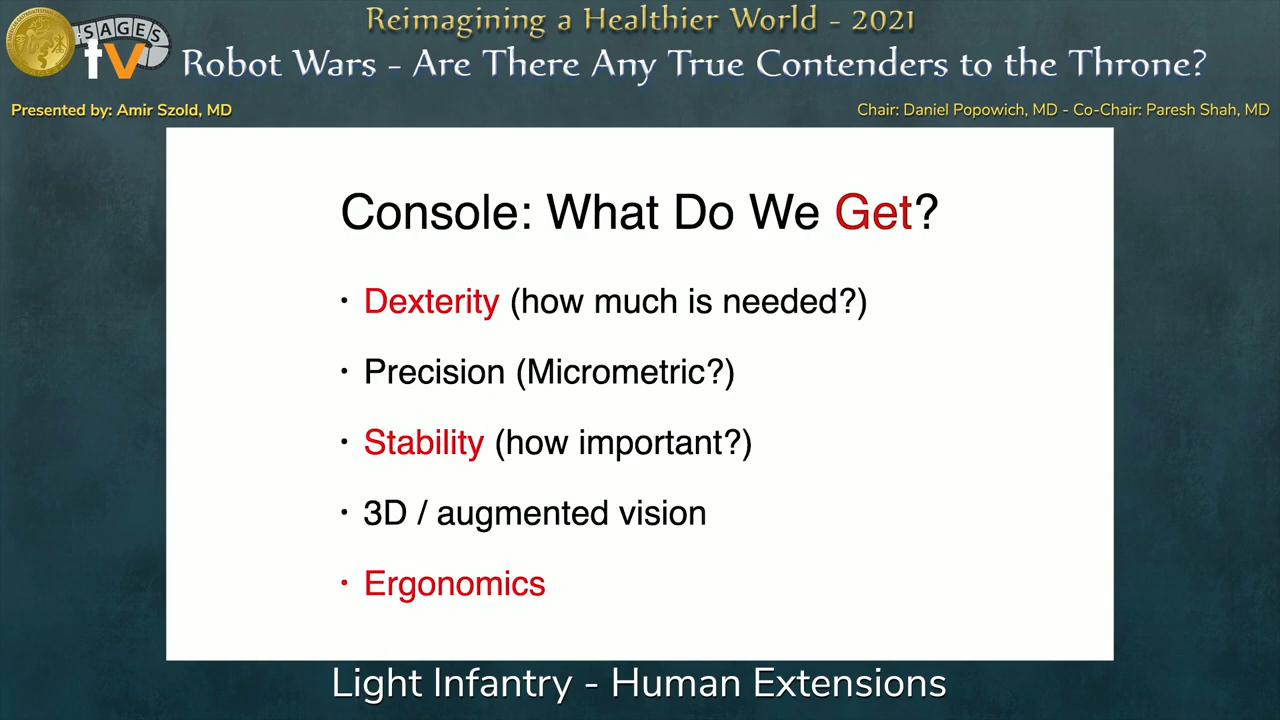 Reimagining a Healthier World - 2021
SAGES
tv
Robot Wars - Are There Any True Contenders to the Throne?
Presented by: Amir Szold, MD
Chair: Daniel Popowich, MD - Co-Chair: Paresh Shah, MD
Console: What Do We Get?
• Dexterity (how much is needed?)
• Precision (Micrometric?)
• Stability (how important?)
• 3D / augmented vision
• Ergonomics
Light Infantry - Human Extensions